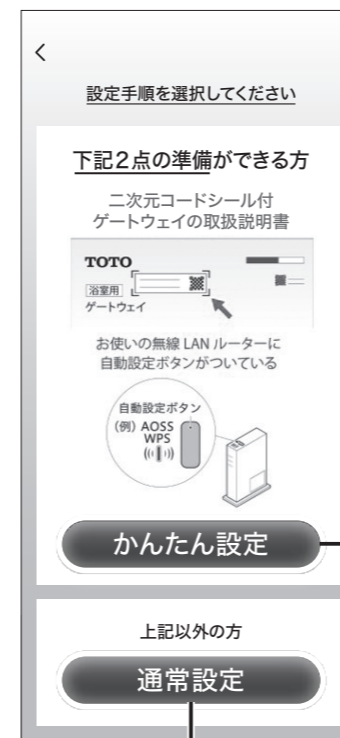 設定手順を選択してください
下記2点の準備ができる方
二次元コードシール付
ゲートウェイの取扱説明書
TOTO
浴室用
ゲートウェイ
お使いの無線 LAN ルーターに
自動設定ボタンがついている
自動設定ボタン
(例) AOSS
WPS
かんたん設定
上記以外の方
通常設定